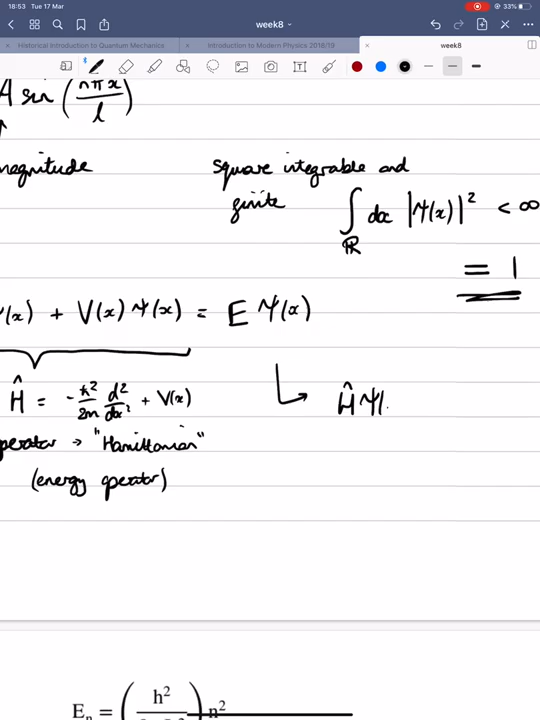 18:53 Tue 17 Mar 33%
week8
Historical Introduction to Quantum Mechanics Introduction to Modern Physics 2018/19 week8
A sin (nπx/l)
magnitude square integrable and
finite ∫ℝ dx |Ψ(x)|² < ∞
= 1
(x) + V(x)Ψ(x) = E Ψ(x)
Ĥ = -ħ²/2m d²/dx² + V(x) ↳ ĤΨ(
perator → "Hamiltonian"
(energy operator)
Eₙ = (h²/ ) n²